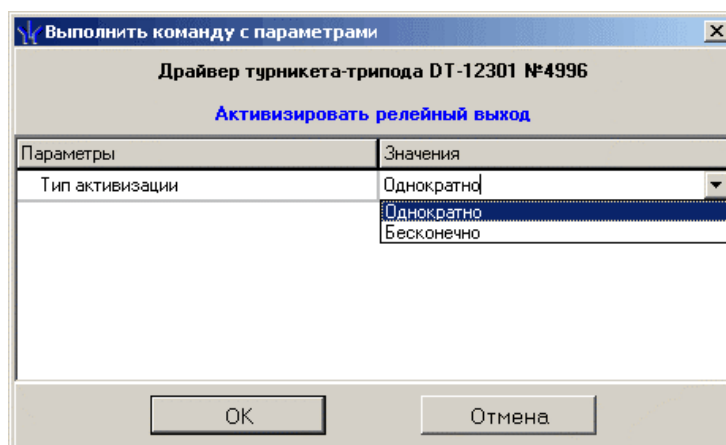 Выполнить команду с параметрами
Драйвер турникета-трипода DT-12301 №4996
Активизировать релейный выход
Параметры Значения
Тип активизации Однократно
Однократно
Бесконечно
OK Отмена